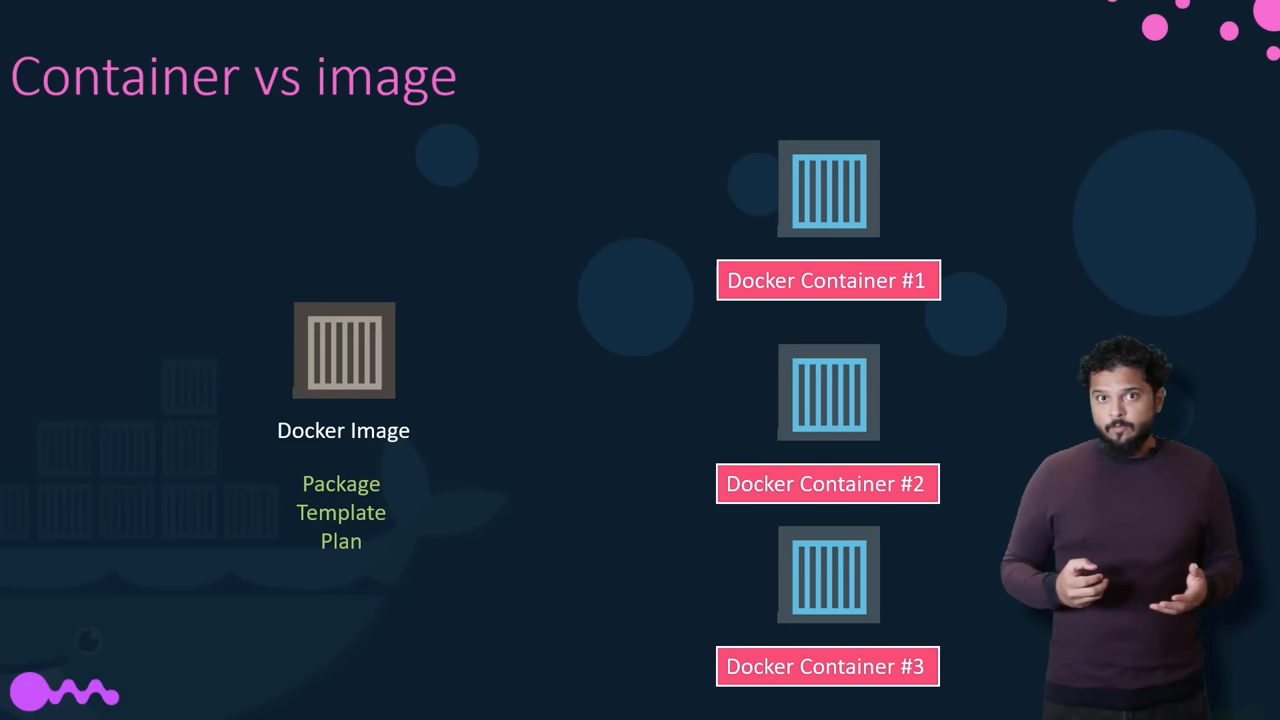 Container vs image
Docker Image
Package
Template
Plan
Docker Container #1
Docker Container #2
Docker Container #3